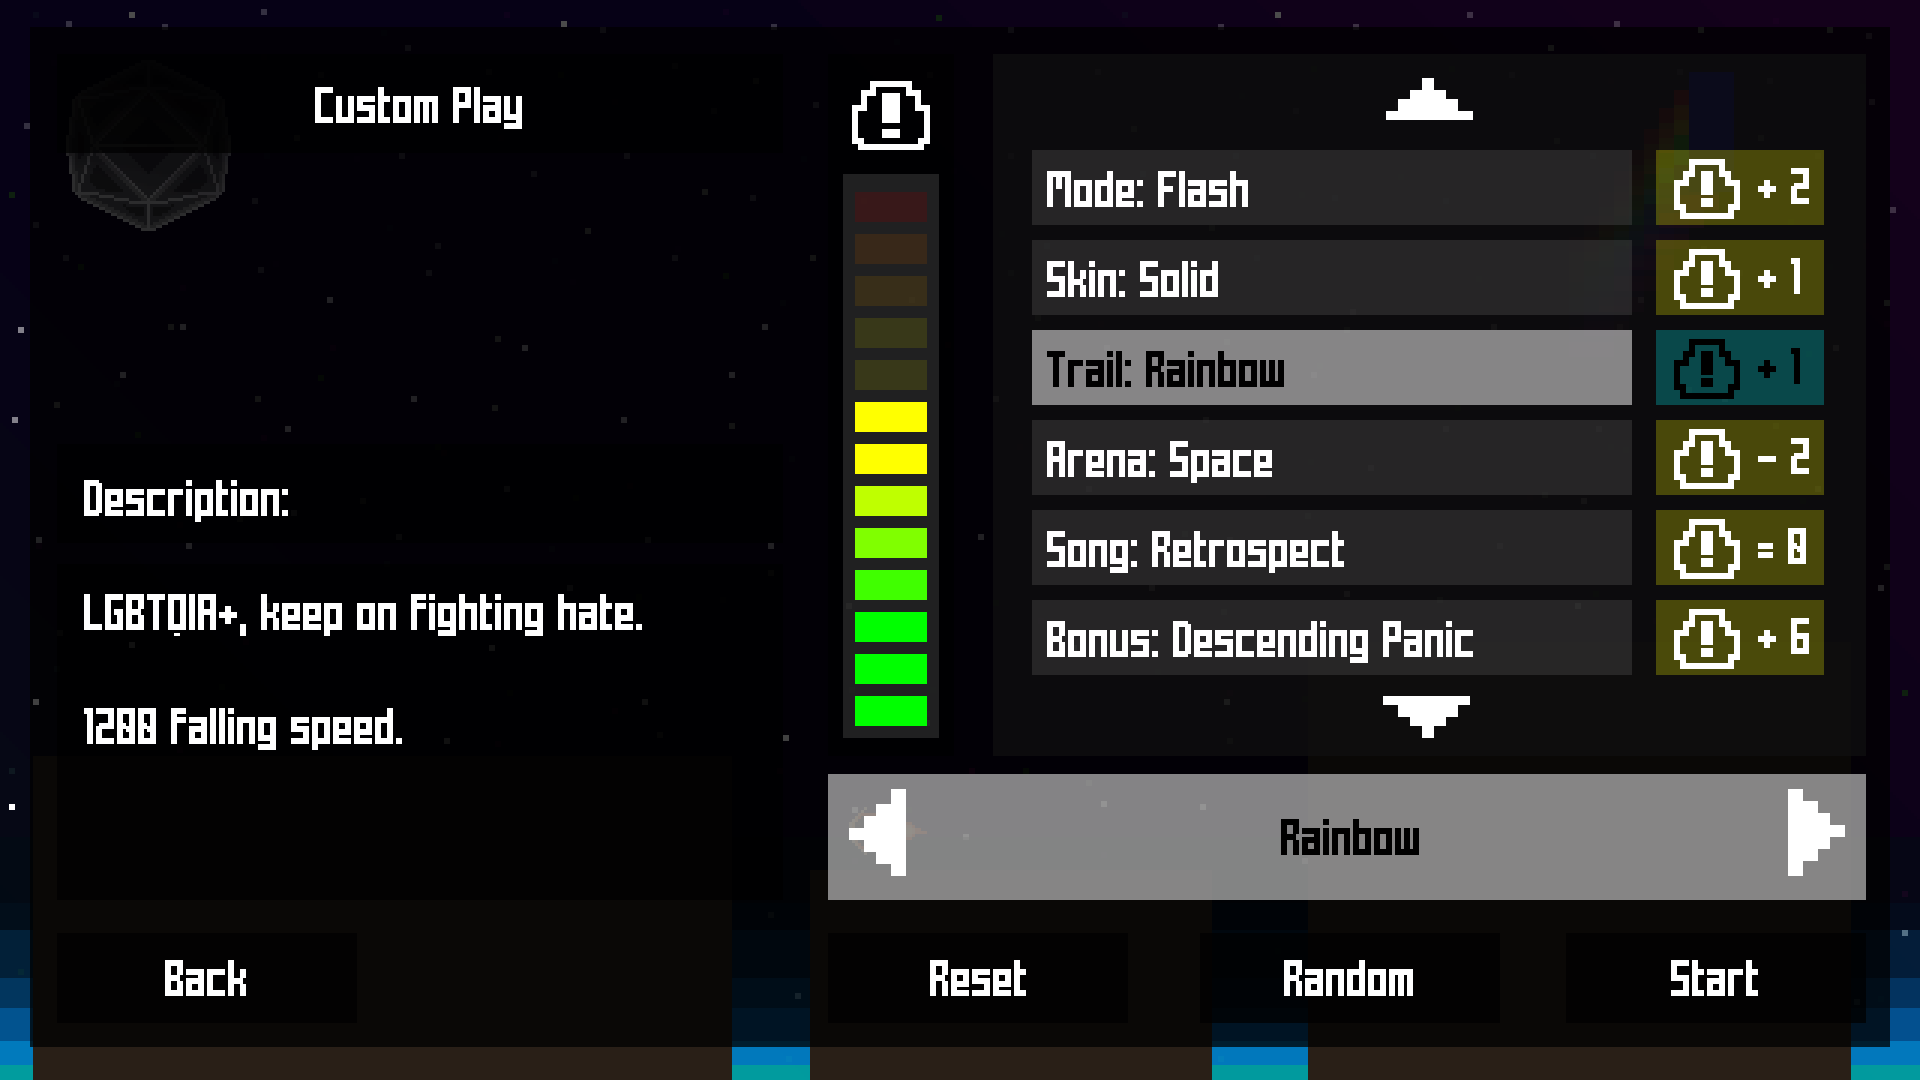 Custom Play
Description:
LGBTQIA+, keep on fighting hate.
1200 falling speed.
!
Mode: Flash
! + 2
Skin: Solid
! + 1
Trail: Rainbow
! + 1
Arena: Space
! - 2
Song: Retrospect
! = 0
Bonus: Descending Panic
! + 6
Rainbow
Back
Reset
Random
Start